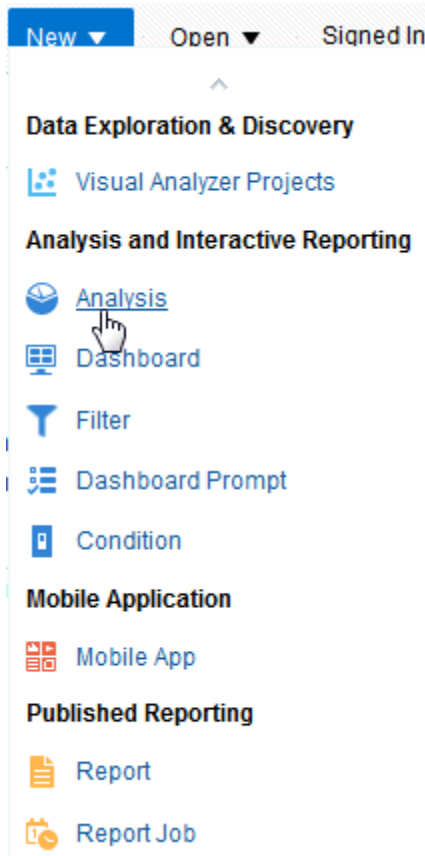 New ▼ Open ▼ Signed In
Data Exploration & Discovery
Visual Analyzer Projects
Analysis and Interactive Reporting
Analysis
Dashboard
Filter
Dashboard Prompt
Condition
Mobile Application
Mobile App
Published Reporting
Report
Report Job